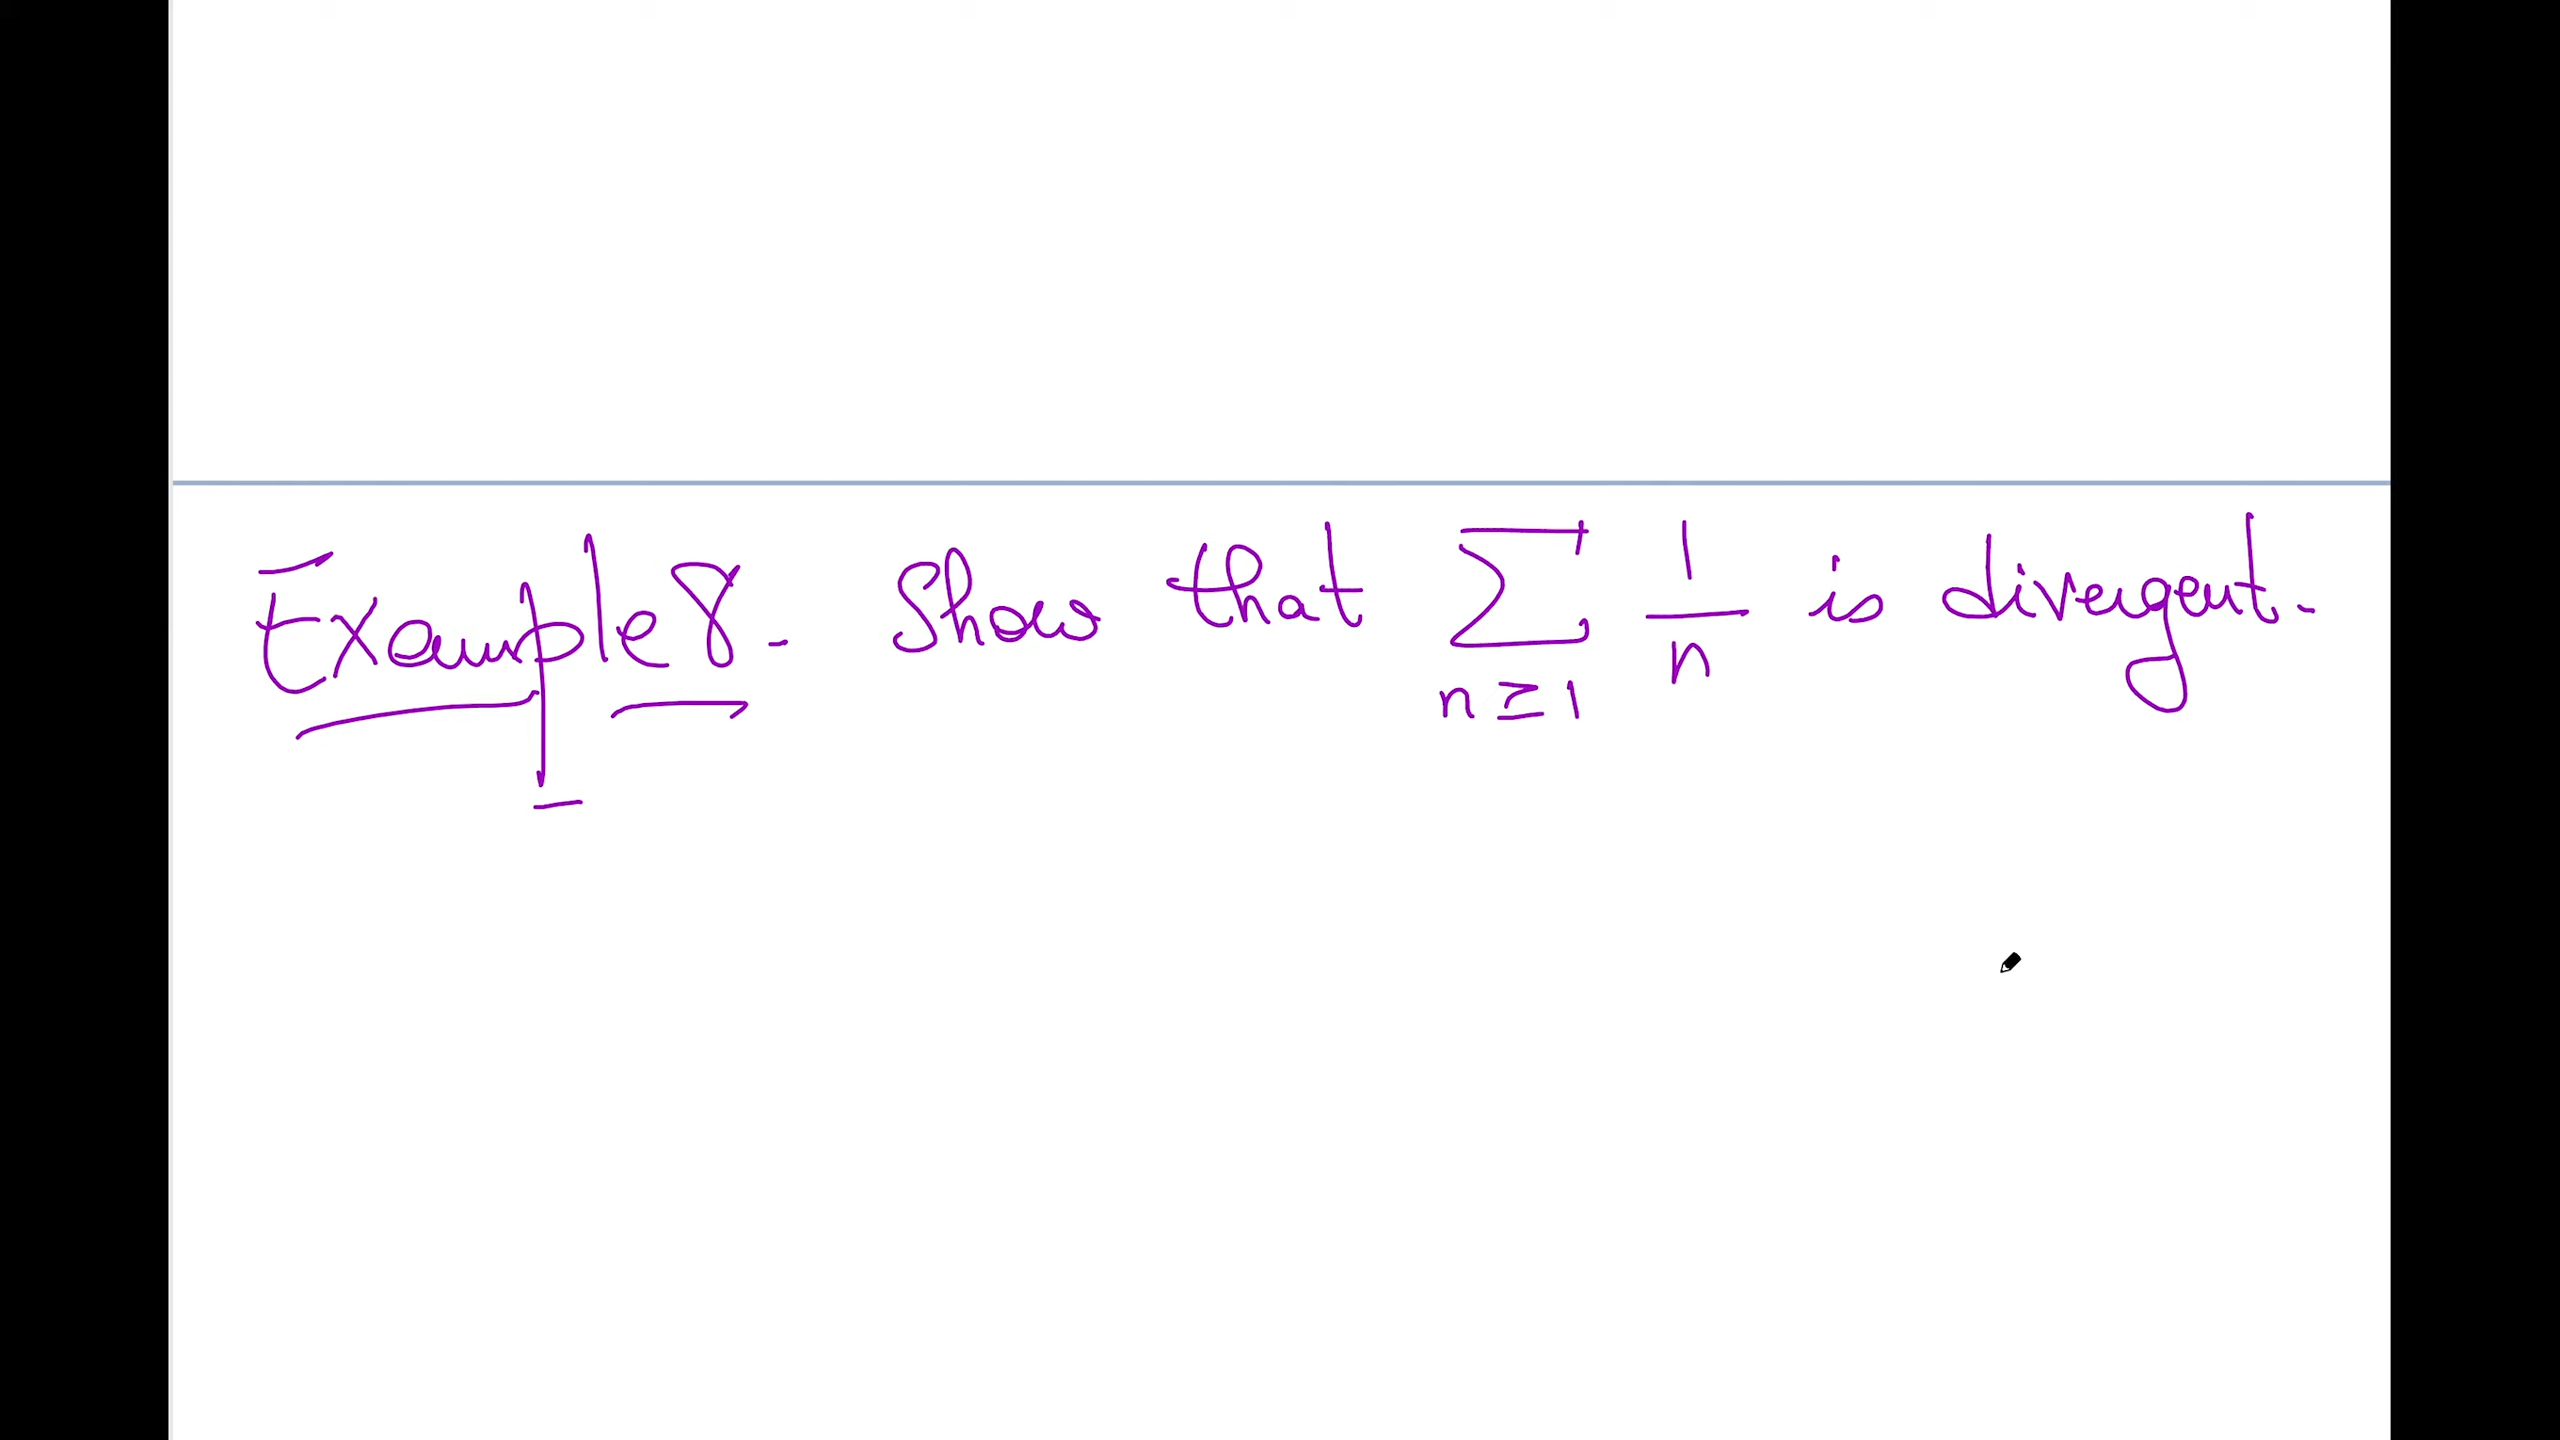 Example 8. Show that ∑_{n≥1} 1/n is divergent.